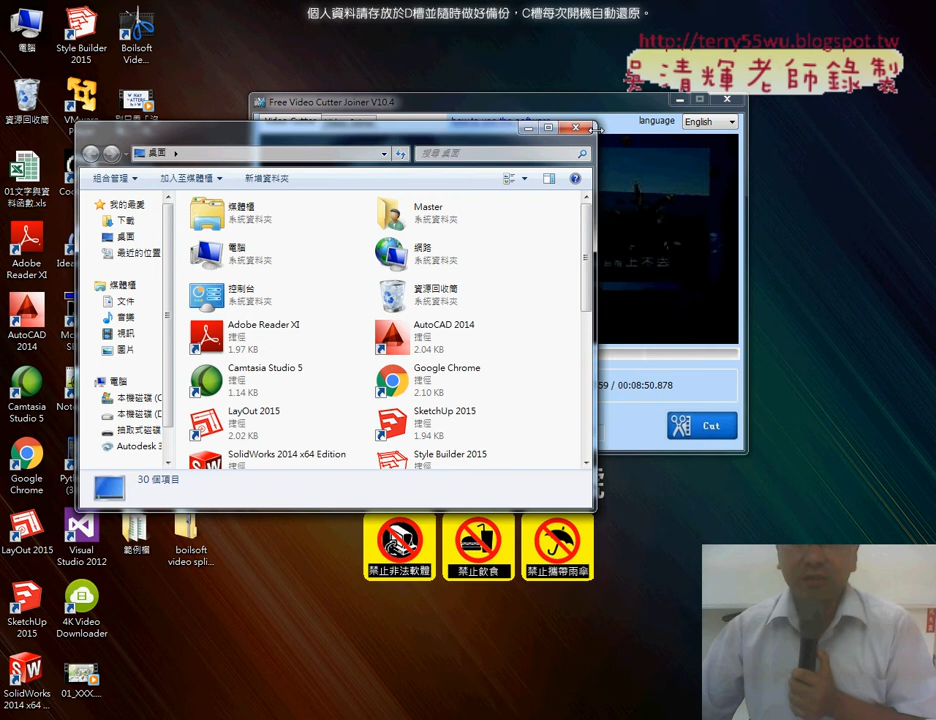 個人資料請存放於D槽並隨時做好備份，C槽每次開機自動還原。
http://terry55wu.blogspot.tw
吳清輝老師錄製
電腦
Style Builder
2015
Boilsoft
Vide...
資源回收筒
01文字與資
料函數.xls
Adobe
Reader XI
AutoCAD
2014
Camtasia
Studio 5
Google
Chrome
LayOut 2015
Visual
Studio 2012
範例檔
boilsoft
video spli...
SketchUp
2015
4K Video
Downloader
SolidWorks
2014 x64 ...
01_XXX....
Free Video Cutter Joiner V10.4
language
English
/ 00:08:50.878
Cut
桌面
搜尋 桌面
組合管理
加入至媒體櫃
新增資料夾
我的最愛
下載
桌面
最近的位置
媒體櫃
文件
音樂
視訊
圖片
電腦
本機磁碟 (C
本機磁碟 (D
抽取式磁碟
Autodesk 3
媒體櫃
系統資料夾
Master
系統資料夾
電腦
系統資料夾
網路
系統資料夾
控制台
系統資料夾
資源回收筒
系統資料夾
Adobe Reader XI
捷徑
1.97 KB
AutoCAD 2014
捷徑
2.04 KB
Camtasia Studio 5
捷徑
1.14 KB
Google Chrome
捷徑
2.10 KB
LayOut 2015
捷徑
2.02 KB
SketchUp 2015
捷徑
1.94 KB
SolidWorks 2014 x64 Edition
捷徑
Style Builder 2015
捷徑
30 個項目
禁止非法軟體
禁止飲食
禁止攜帶雨傘